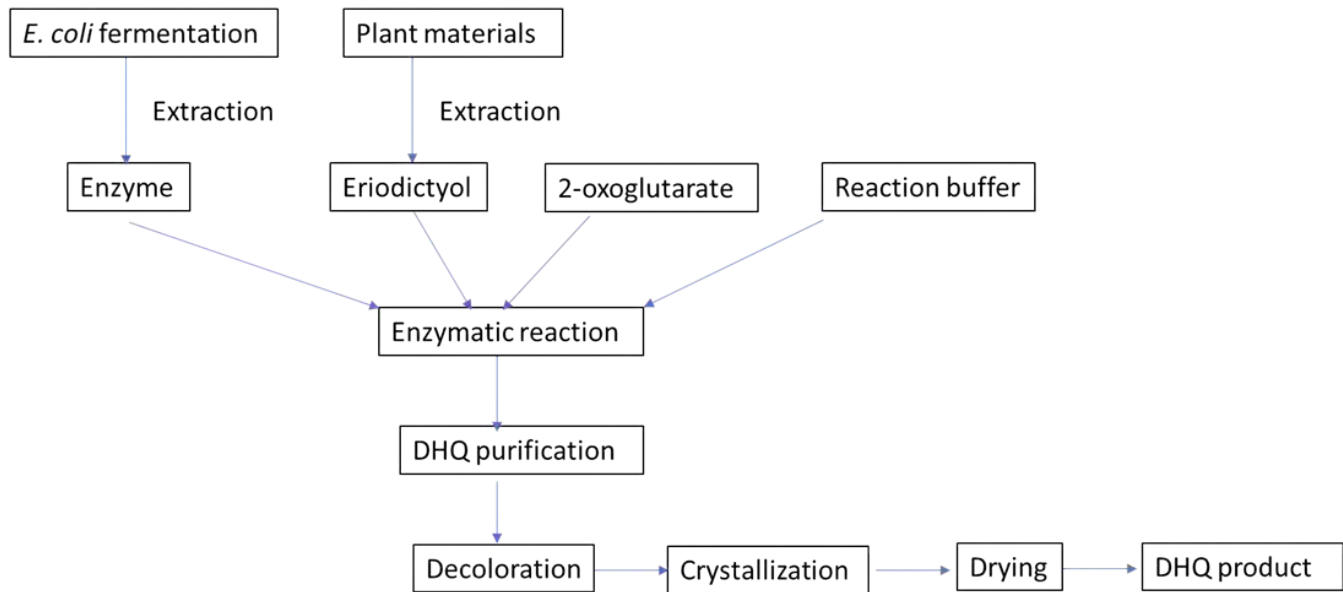 E. coli fermentation
Plant materials
Extraction
Extraction
Enzyme
Eriodictyol
2-oxoglutarate
Reaction buffer
Enzymatic reaction
DHQ purification
Decoloration
Crystallization
Drying
DHQ product